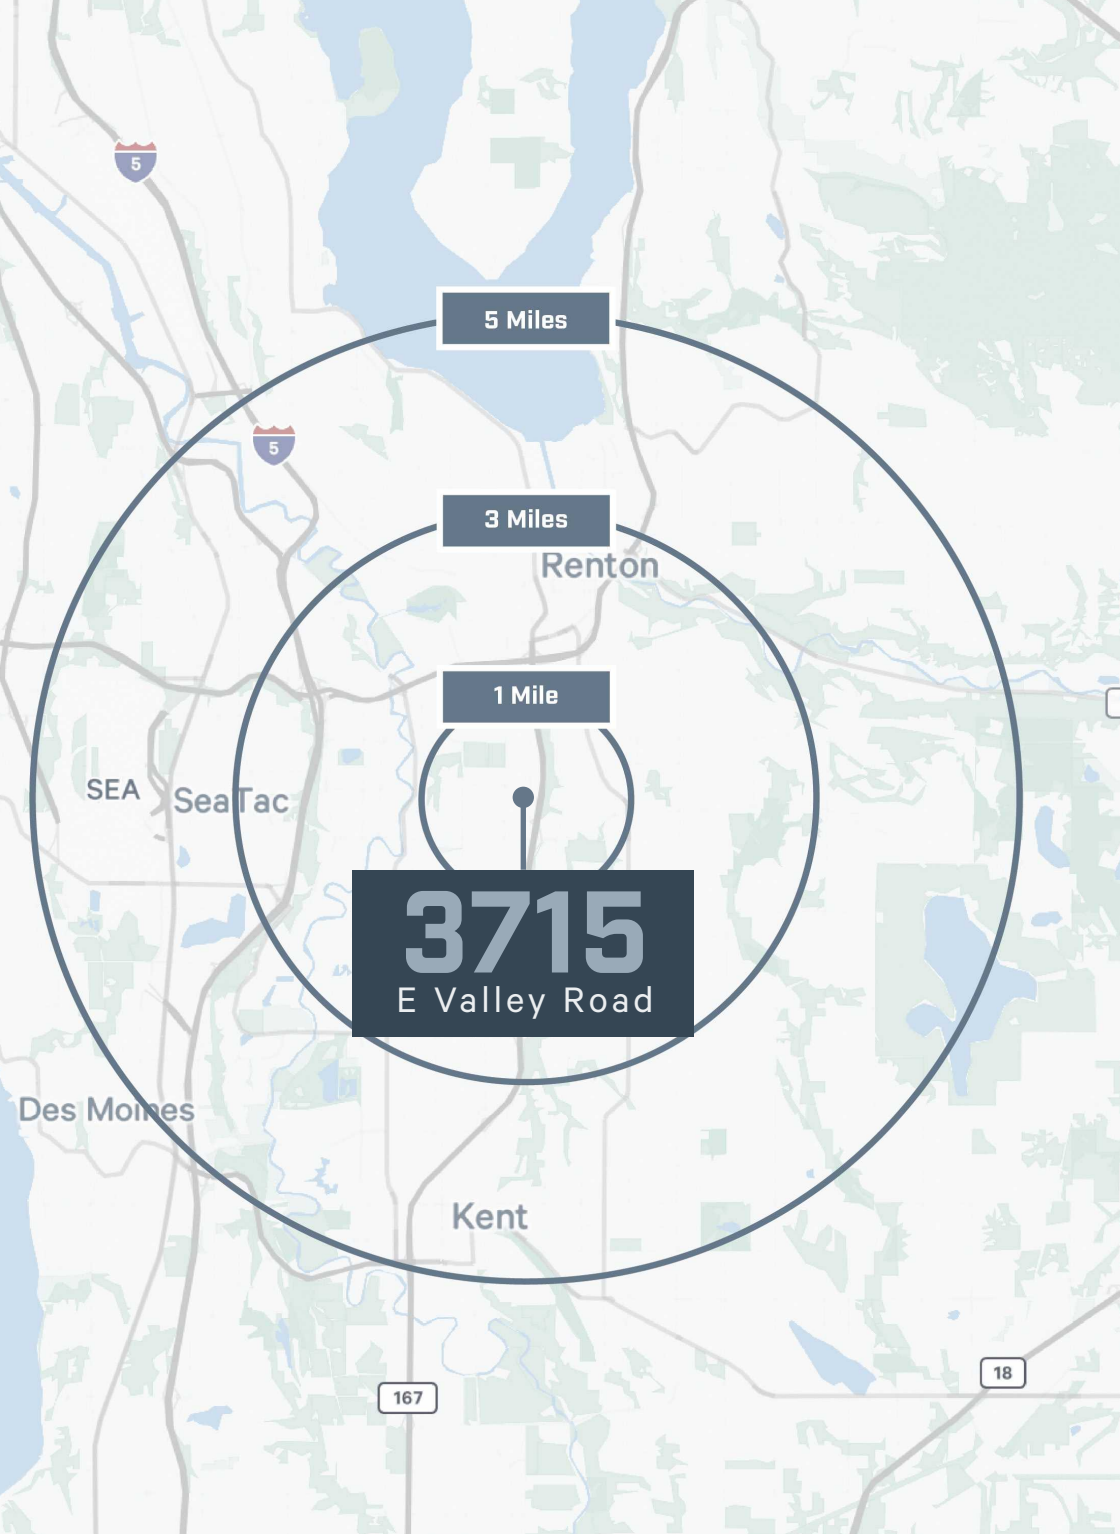 5
5 Miles
5
3 Miles
Renton
1 Mile
SEA
SeaTac
3715
E Valley Road
Des Moines
Kent
18
167